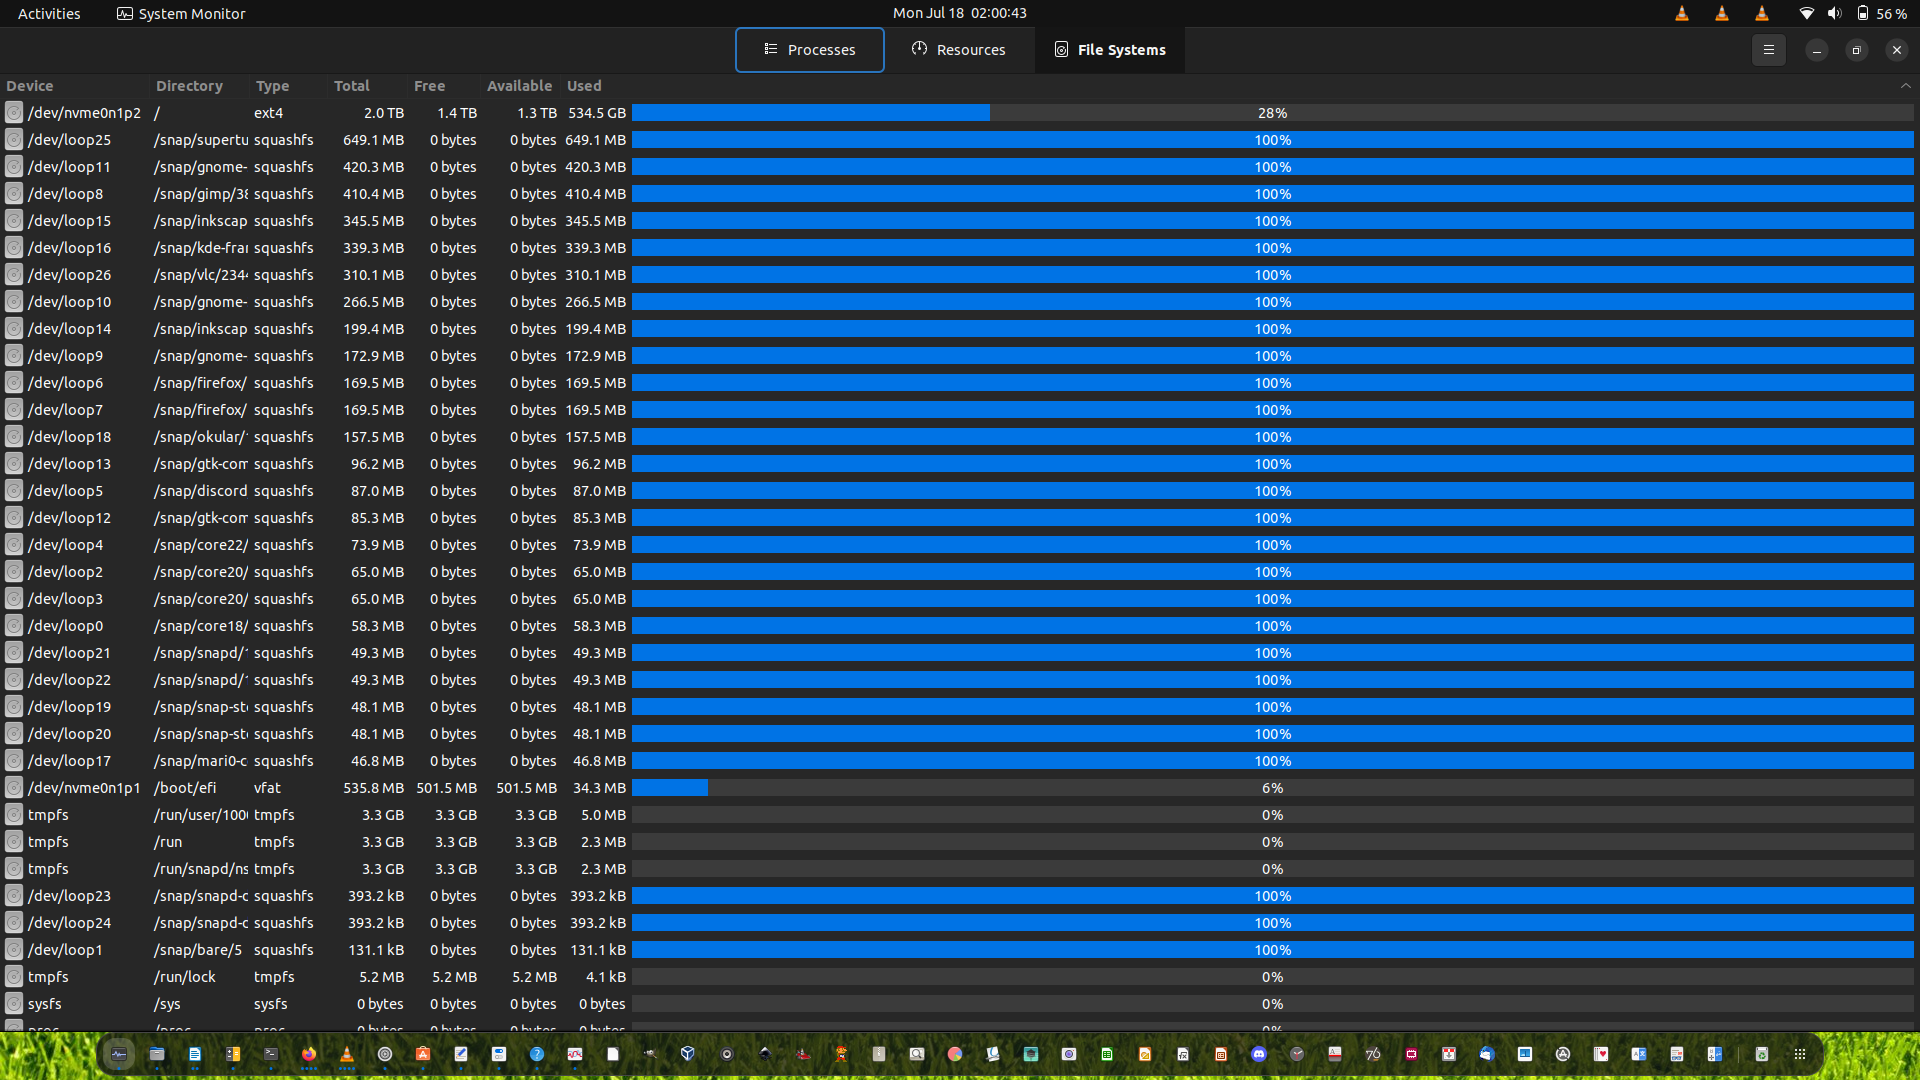 Activities System Monitor Mon Jul 18 02:00:43 56 %
Processes Resources File Systems
Device Directory Type Total Free Available Used
/dev/nvme0n1p2 / ext4 2.0 TB 1.4 TB 1.3 TB 534.5 GB 28%
/dev/loop25 /snap/supertu squashfs 649.1 MB 0 bytes 0 bytes 649.1 MB 100%
/dev/loop11 /snap/gnome- squashfs 420.3 MB 0 bytes 0 bytes 420.3 MB 100%
/dev/loop8 /snap/gimp/38 squashfs 410.4 MB 0 bytes 0 bytes 410.4 MB 100%
/dev/loop15 /snap/inkscap squashfs 345.5 MB 0 bytes 0 bytes 345.5 MB 100%
/dev/loop16 /snap/kde-frar squashfs 339.3 MB 0 bytes 0 bytes 339.3 MB 100%
/dev/loop26 /snap/vlc/2344 squashfs 310.1 MB 0 bytes 0 bytes 310.1 MB 100%
/dev/loop10 /snap/gnome- squashfs 266.5 MB 0 bytes 0 bytes 266.5 MB 100%
/dev/loop14 /snap/inkscap squashfs 199.4 MB 0 bytes 0 bytes 199.4 MB 100%
/dev/loop9 /snap/gnome- squashfs 172.9 MB 0 bytes 0 bytes 172.9 MB 100%
/dev/loop6 /snap/firefox/ squashfs 169.5 MB 0 bytes 0 bytes 169.5 MB 100%
/dev/loop7 /snap/firefox/ squashfs 169.5 MB 0 bytes 0 bytes 169.5 MB 100%
/dev/loop18 /snap/okular/ squashfs 157.5 MB 0 bytes 0 bytes 157.5 MB 100%
/dev/loop13 /snap/gtk-com squashfs 96.2 MB 0 bytes 0 bytes 96.2 MB 100%
/dev/loop5 /snap/discord squashfs 87.0 MB 0 bytes 0 bytes 87.0 MB 100%
/dev/loop12 /snap/gtk-com squashfs 85.3 MB 0 bytes 0 bytes 85.3 MB 100%
/dev/loop4 /snap/core22/ squashfs 73.9 MB 0 bytes 0 bytes 73.9 MB 100%
/dev/loop2 /snap/core20/ squashfs 65.0 MB 0 bytes 0 bytes 65.0 MB 100%
/dev/loop3 /snap/core20/ squashfs 65.0 MB 0 bytes 0 bytes 65.0 MB 100%
/dev/loop0 /snap/core18/ squashfs 58.3 MB 0 bytes 0 bytes 58.3 MB 100%
/dev/loop21 /snap/snapd/ squashfs 49.3 MB 0 bytes 0 bytes 49.3 MB 100%
/dev/loop22 /snap/snapd/ squashfs 49.3 MB 0 bytes 0 bytes 49.3 MB 100%
/dev/loop19 /snap/snap-sto squashfs 48.1 MB 0 bytes 0 bytes 48.1 MB 100%
/dev/loop20 /snap/snap-sto squashfs 48.1 MB 0 bytes 0 bytes 48.1 MB 100%
/dev/loop17 /snap/mari0-c squashfs 46.8 MB 0 bytes 0 bytes 46.8 MB 100%
/dev/nvme0n1p1 /boot/efi vfat 535.8 MB 501.5 MB 501.5 MB 34.3 MB 6%
tmpfs /run/user/1000 tmpfs 3.3 GB 3.3 GB 3.3 GB 5.0 MB 0%
tmpfs /run tmpfs 3.3 GB 3.3 GB 3.3 GB 2.3 MB 0%
tmpfs /run/snapd/ns tmpfs 3.3 GB 3.3 GB 3.3 GB 2.3 MB 0%
/dev/loop23 /snap/snapd-c squashfs 393.2 kB 0 bytes 0 bytes 393.2 kB 100%
/dev/loop24 /snap/snapd-c squashfs 393.2 kB 0 bytes 0 bytes 393.2 kB 100%
/dev/loop1 /snap/bare/5 squashfs 131.1 kB 0 bytes 0 bytes 131.1 kB 100%
tmpfs /run/lock tmpfs 5.2 MB 5.2 MB 5.2 MB 4.1 kB 0%
sysfs /sys sysfs 0 bytes 0 bytes 0 bytes 0 bytes 0%
proc /proc proc 0 bytes 0 bytes 0 bytes 0 bytes 0%